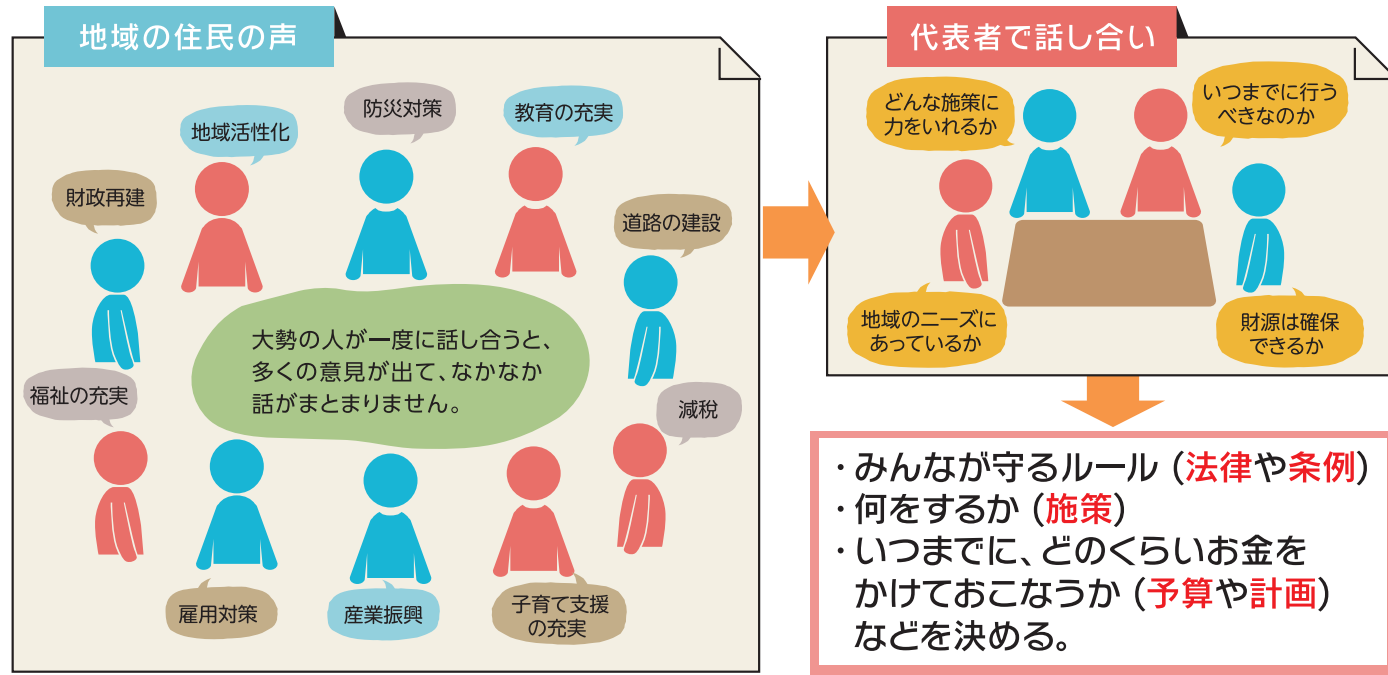 地域の住民の声
地域活性化
防災対策
教育の充実
財政再建
道路の建設
大勢の人が一度に話し合うと、
多くの意見が出て、なかなか
話がまとまりません。
福祉の充実
減税
雇用対策
産業振興
子育て支援
の充実
代表者で話し合い
どんな施策に
力をいれるか
いつまでに行う
べきなのか
地域のニーズに
あっているか
財源は確保
できるか
・みんなが守るルール（法律や条例）
・何をするか（施策）
・いつまでに、どのくらいお金を
かけておこなうか（予算や計画）
などを決める。